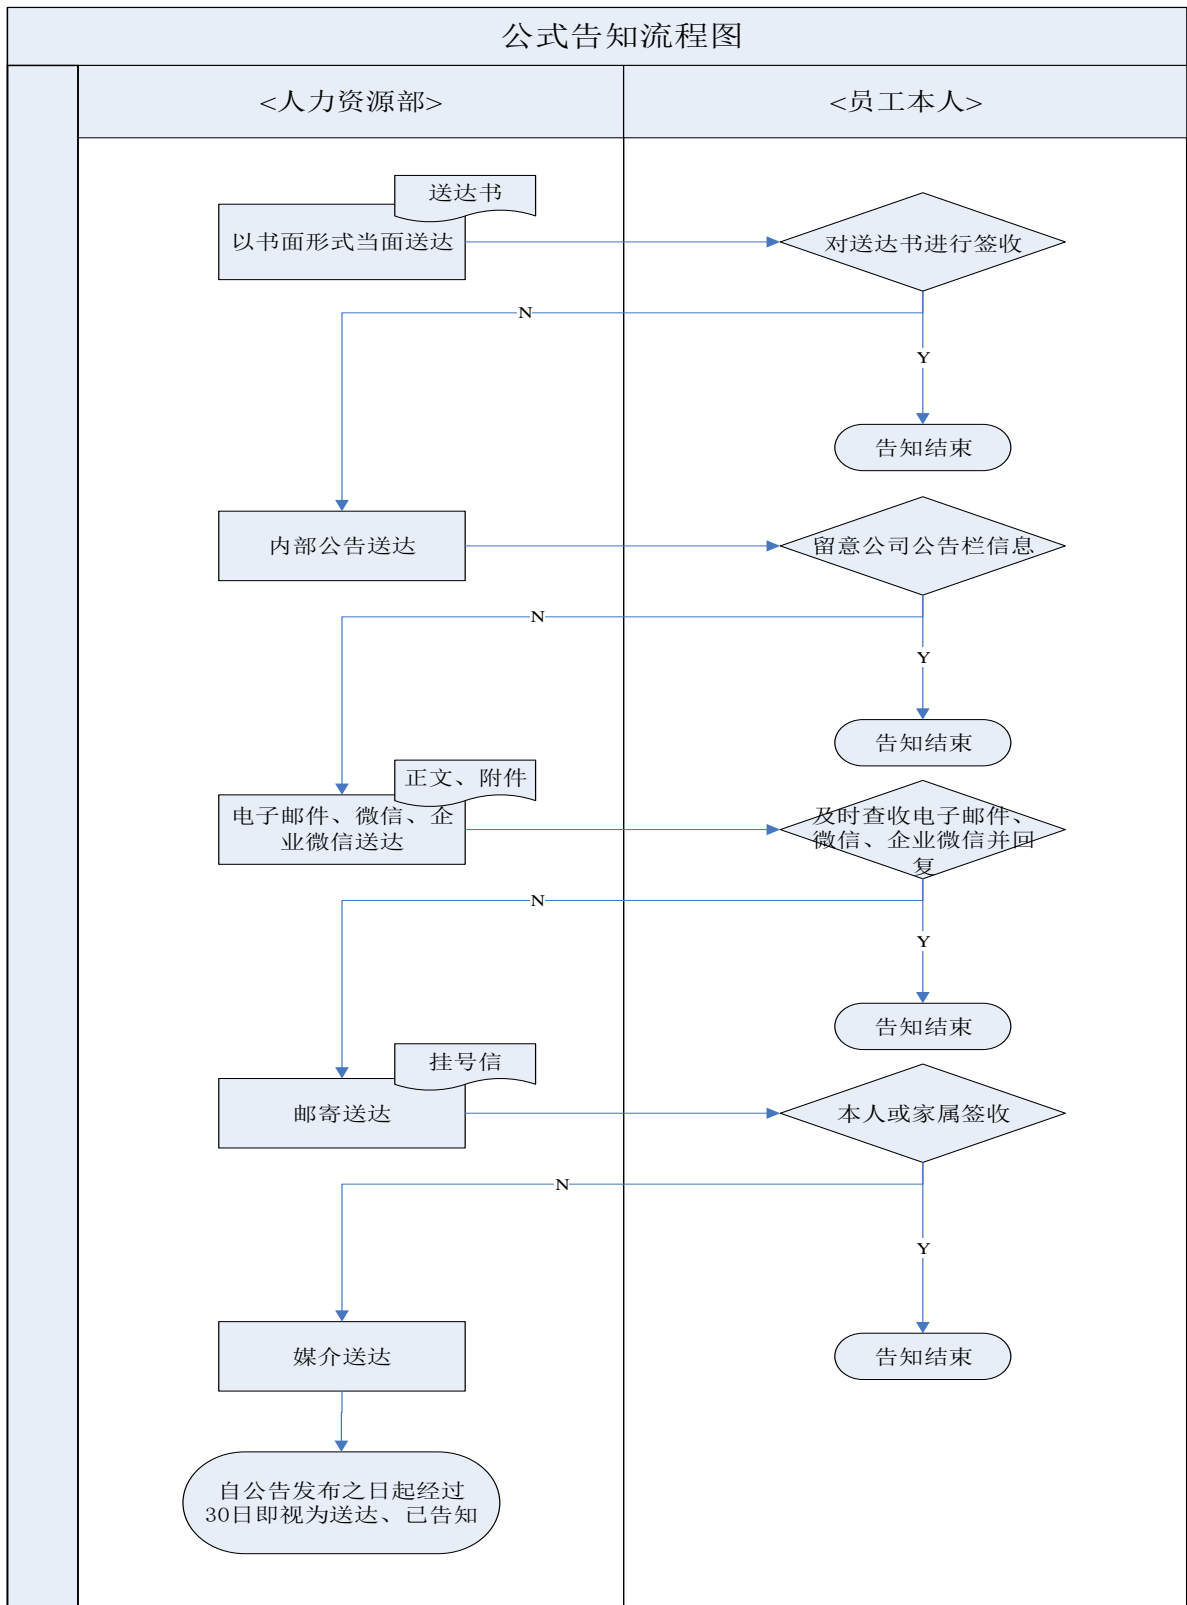 公式告知流程图
<人力资源部>
<员工本人>
送达书
以书面形式当面送达
对送达书进行签收
N
Y
告知结束
内部公告送达
留意公司公告栏信息
N
Y
告知结束
正文、附件
电子邮件、微信、企
业微信送达
及时查收电子邮件、
微信、企业微信并回
复
N
Y
告知结束
挂号信
邮寄送达
本人或家属签收
N
Y
媒介送达
告知结束
自公告发布之日起经过
30日即视为送达、已告知